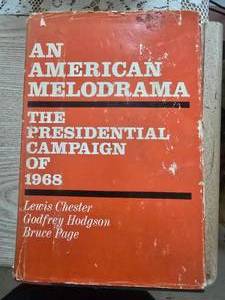 AN
AMERICAN
MELODRAMA
THE
PRESIDENTIAL
CAMPAIGN
OF
1968
Lewis Chester
Godfrey Hodgson
Bruce Page